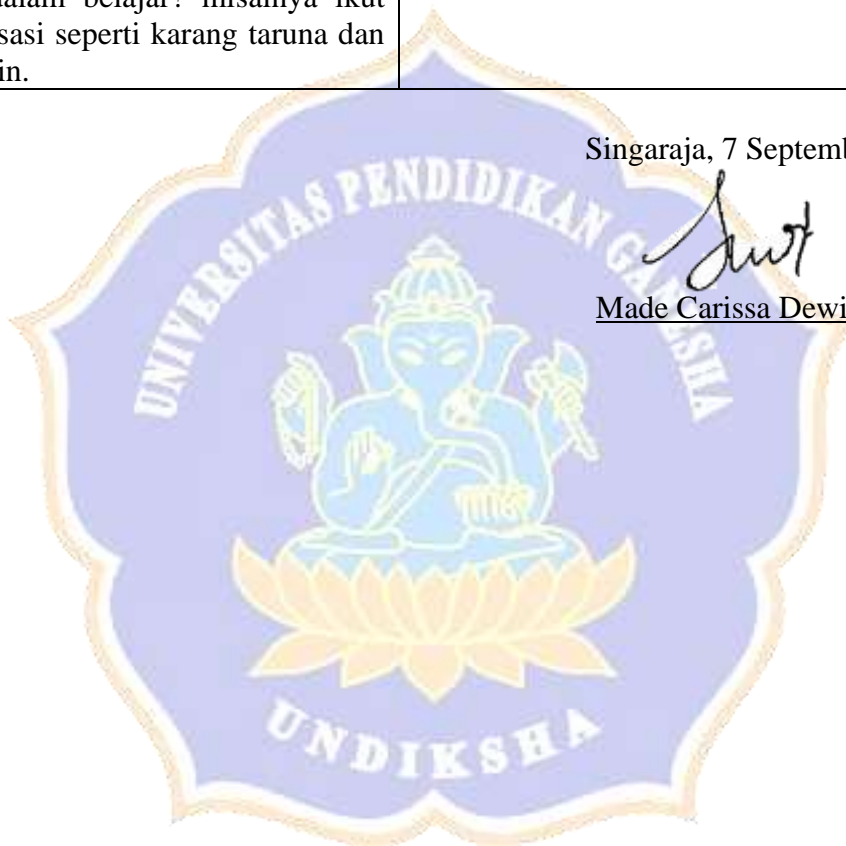 dalam belajar? misalnya ikut
sasi seperti karang taruna dan
in.
Singaraja, 7 Septemb
Made Carissa Dewi
UNIVERSITAS PENDIDIKAN GANESHA
UNDIKSHA